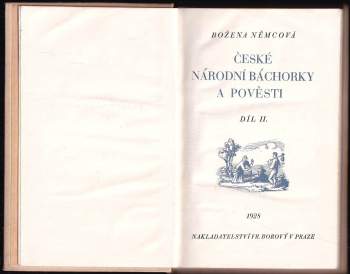 BOŽENA NĚMCOVÁ
ČESKÉ
NÁRODNÍ BÁCHORKY
A POVĚSTI
DÍL II.
1928
NAKLADATELSTVÍ FR. BOROVÝ V PRAZE